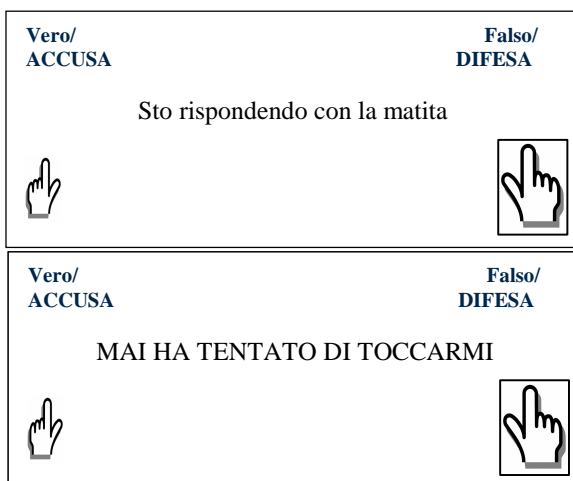 Vero/ Falso/
ACCUSA DIFESA
Sto rispondendo con la matita
Vero/ Falso/
ACCUSA DIFESA
MAI HA TENTATO DI TOCCARMI